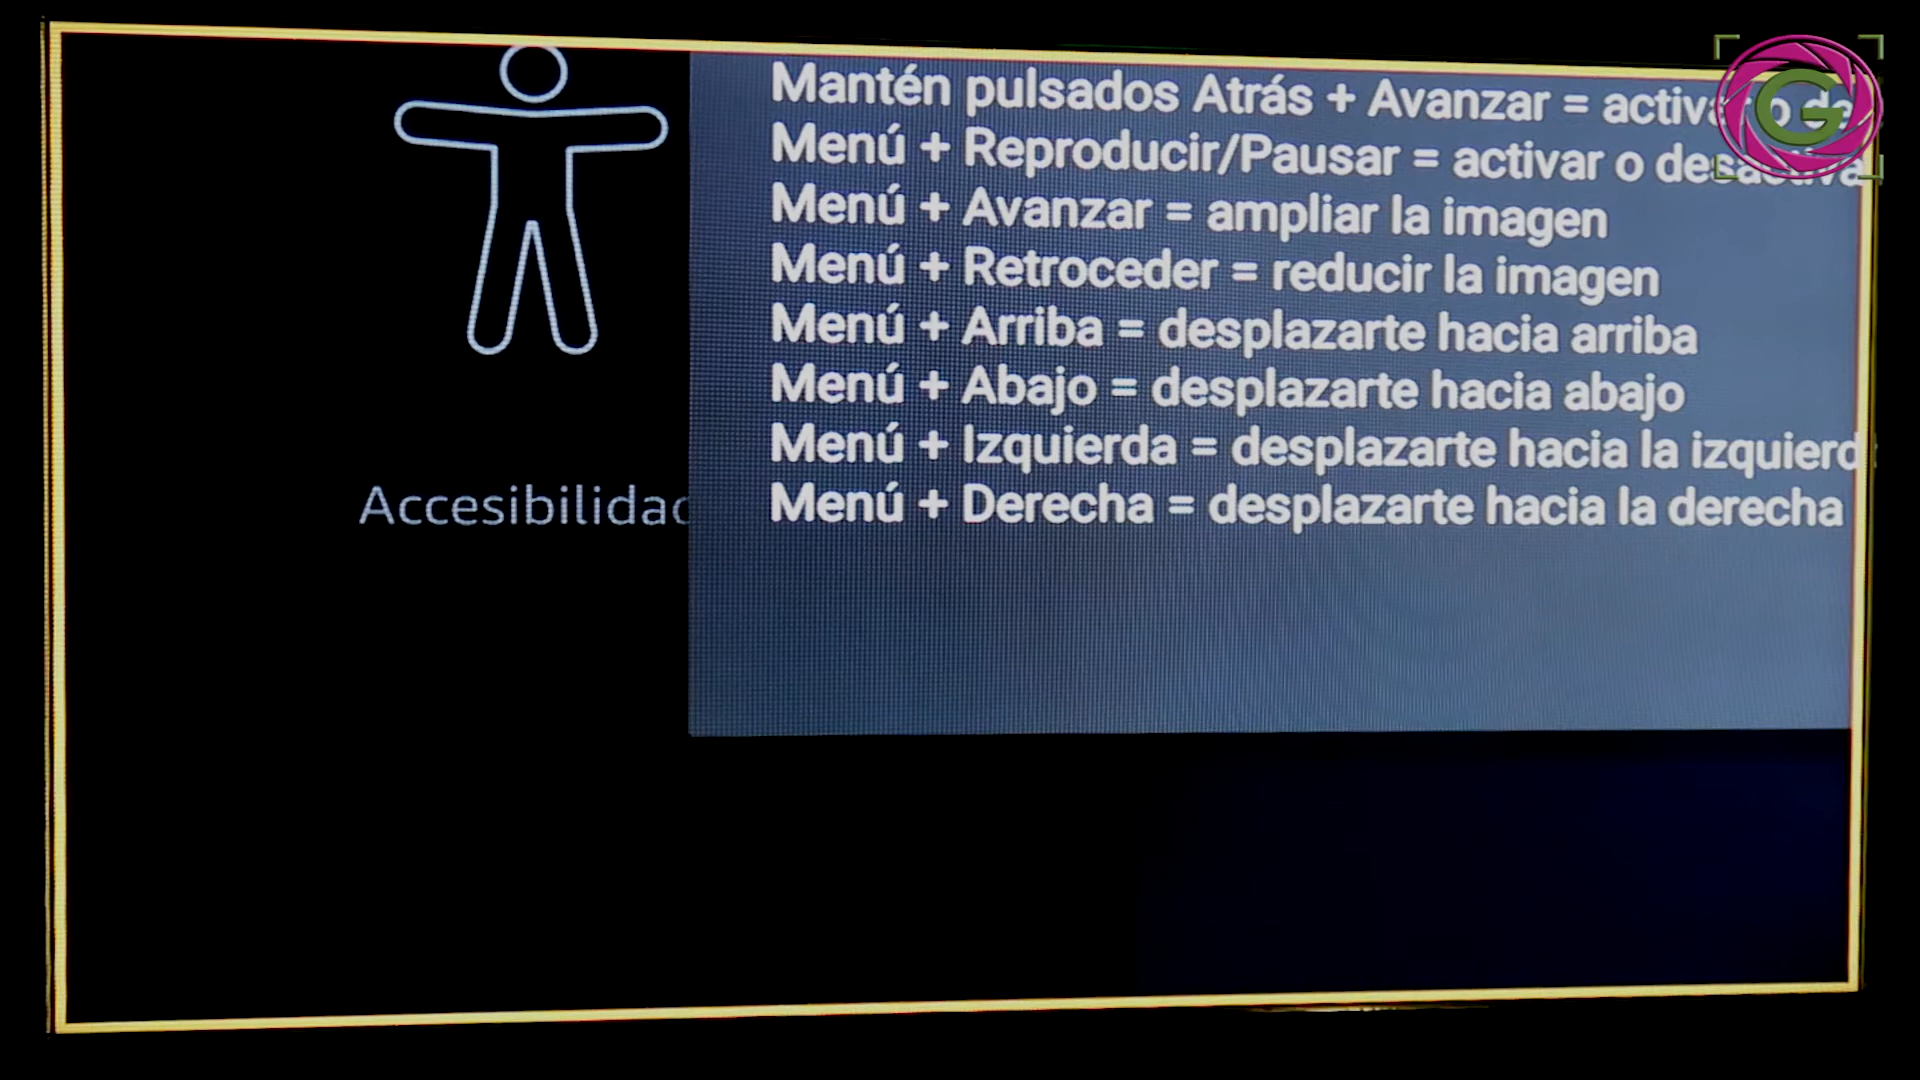 Mantén pulsados Atrás + Avanzar = activar o de
Menú + Reproducir/Pausar = activar o desactiva
Menú + Avanzar = ampliar la imagen
Menú + Retroceder = reducir la imagen
Menú + Arriba = desplazarte hacia arriba
Menú + Abajo = desplazarte hacia abajo
Menú + Izquierda = desplazarte hacia la izquierd
Menú + Derecha = desplazarte hacia la derecha
Accesibilidad
G